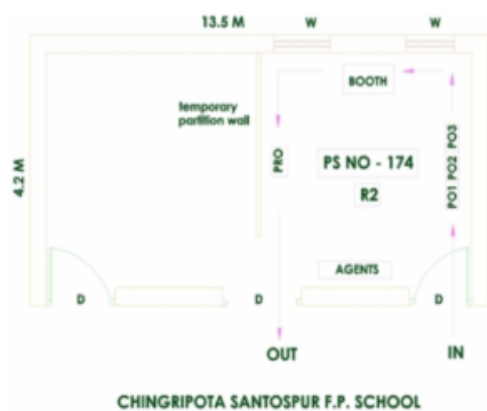 13.5 M
W
W
BOOTH
temporary
partition wall
4.2 M
PRO
PS NO - 174
R2
PO1 PO2 PO3
AGENTS
D
D
D
OUT
IN
CHINGRIPOTA SANTOSPUR F.P. SCHOOL